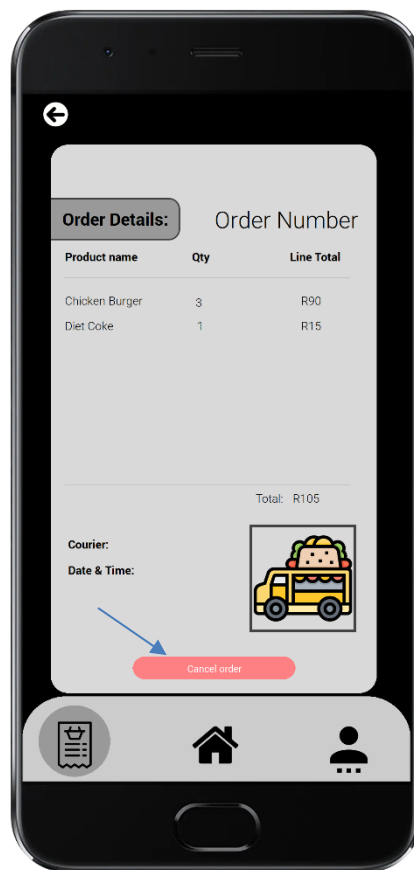 Order Details: Order Number
Product name Qty Line Total
Chicken Burger 3 R90
Diet Coke 1 R15
Total: R105
Courier:
Date & Time:
Cancel order